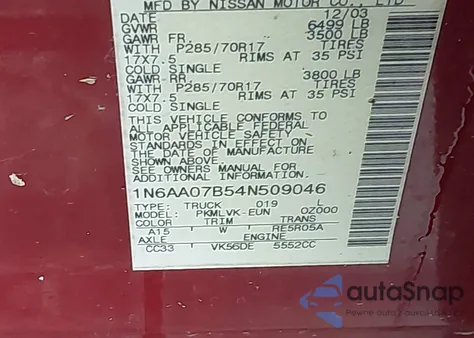 MFD BY NISSAN MOTOR CO., LTD
DATE 12/03
GVWR 6499 LB
GAWR FR 3500 LB
WITH P285/70R17 TIRES
17X7.5 RIMS AT 35 PSI
COLD SINGLE
GAWR RR 3800 LB
WITH P285/70R17 TIRES
17X7.5 RIMS AT 35 PSI
COLD SINGLE
THIS VEHICLE CONFORMS TO
ALL APPLICABLE FEDERAL
MOTOR VEHICLE SAFETY
STANDARDS IN EFFECT ON
THE DATE OF MANUFACTURE
SEE OWNERS MANUAL FOR
ADDITIONAL INFORMATION.
1N6AA07B54N509046
TYPE: TRUCK 019 L
MODEL: PKMLVK-EUN 0Z000
COLOR TRIM TRANS
A15 W RE5R05A
AXLE ENGINE
CC33 VK56DE 5552CC
autoSnap
Pewne auto z aukcji